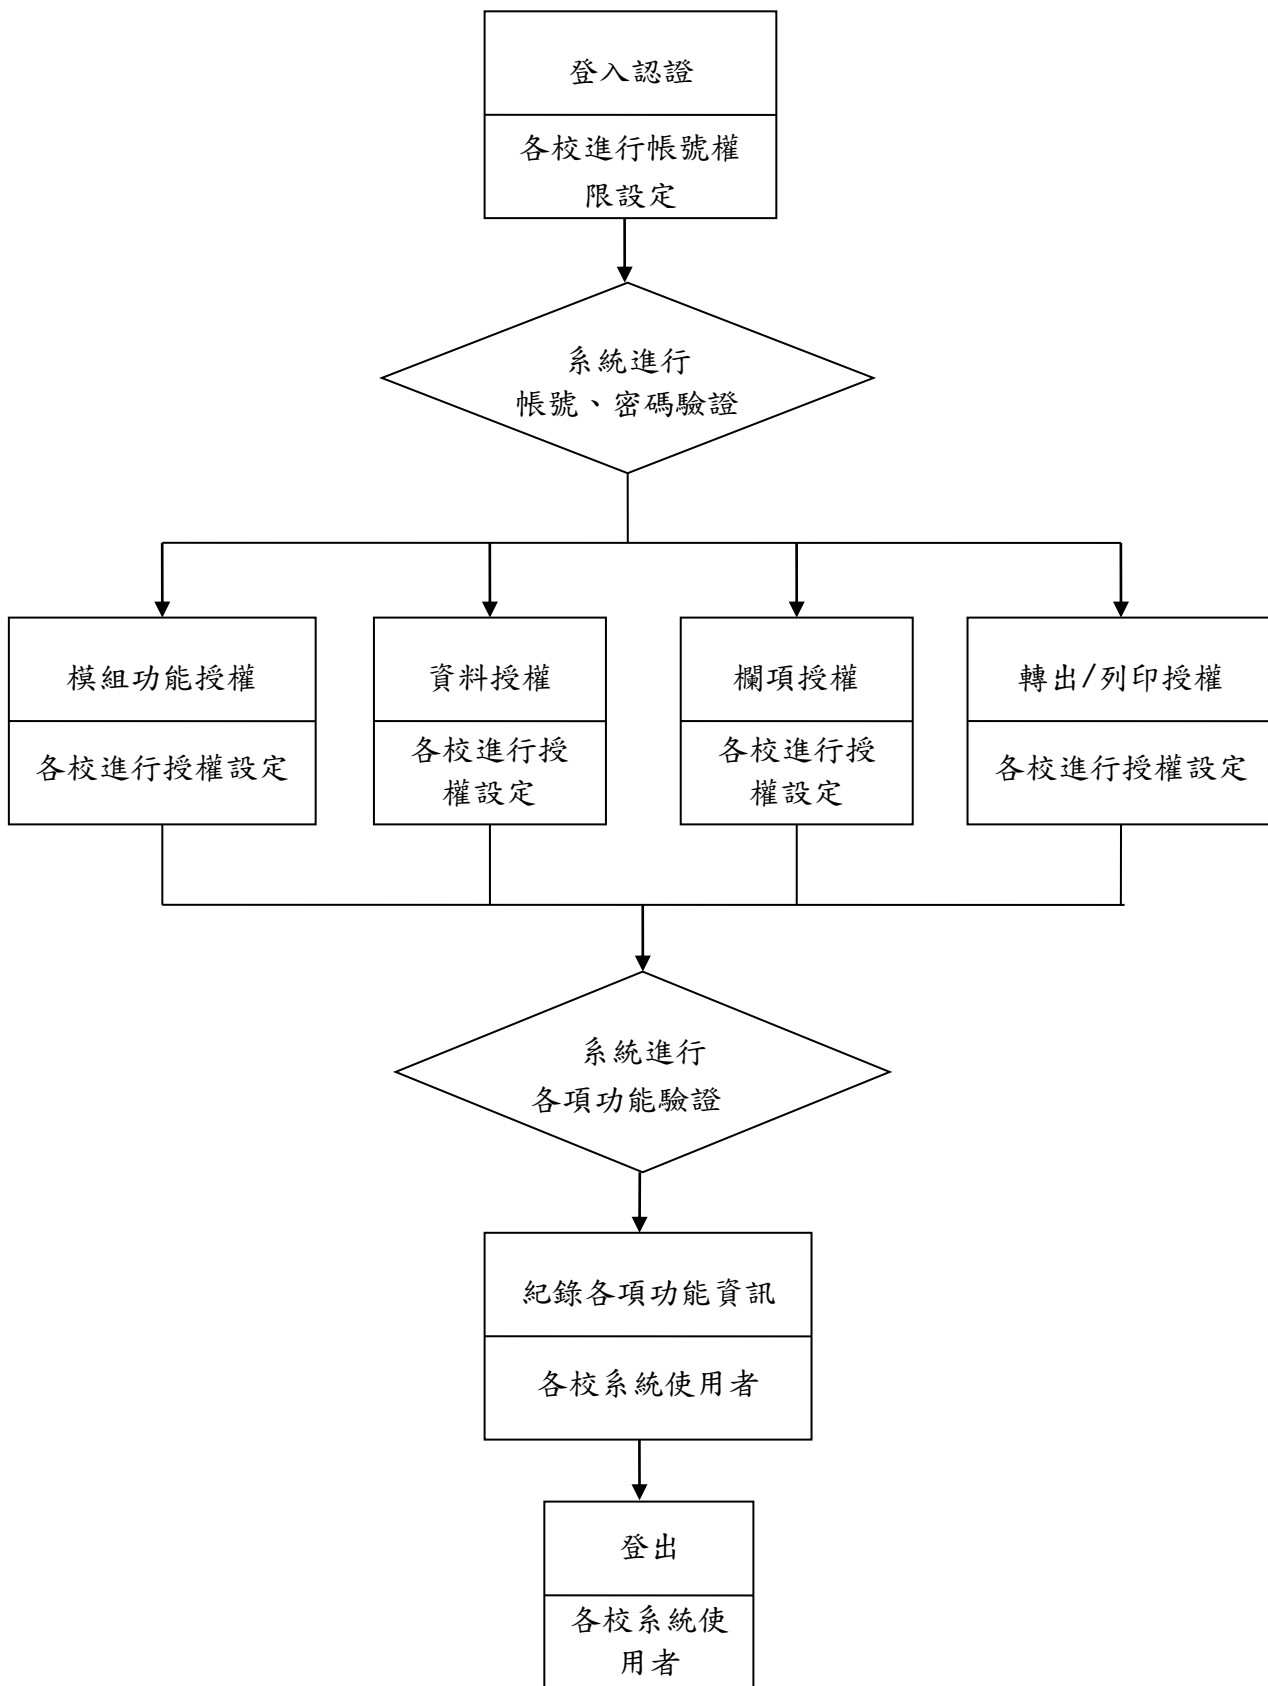 登入認證
各校進行帳號權
限設定
系統進行
帳號、密碼驗證
模組功能授權
各校進行授權設定
資料授權
各校進行授
權設定
欄項授權
各校進行授
權設定
轉出/列印授權
各校進行授權設定
系統進行
各項功能驗證
紀錄各項功能資訊
各校系統使用者
登出
各校系統使
用者